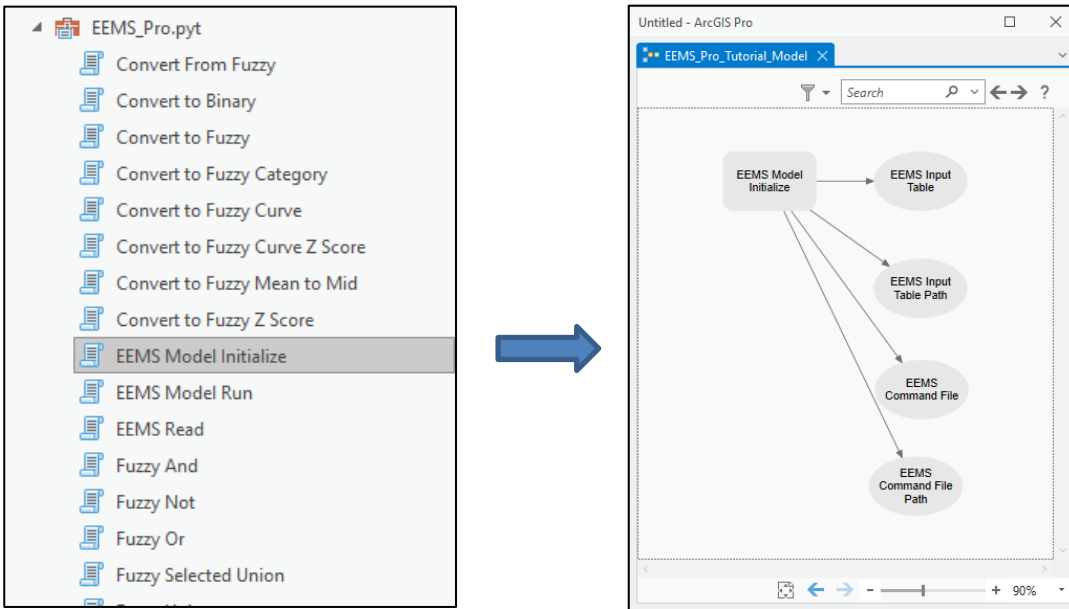 EEMS_Pro.pyt
Convert From Fuzzy
Convert to Binary
Convert to Fuzzy
Convert to Fuzzy Category
Convert to Fuzzy Curve
Convert to Fuzzy Curve Z Score
Convert to Fuzzy Mean to Mid
Convert to Fuzzy Z Score
EEMS Model Initialize
EEMS Model Run
EEMS Read
Fuzzy And
Fuzzy Not
Fuzzy Or
Fuzzy Selected Union
Untitled - ArcGIS Pro
EEMS_Pro_Tutorial_Model
Search
?
EEMS Model
Initialize
EEMS Input
Table
EEMS Input
Table Path
EEMS
Command File
EEMS
Command File
Path
90%